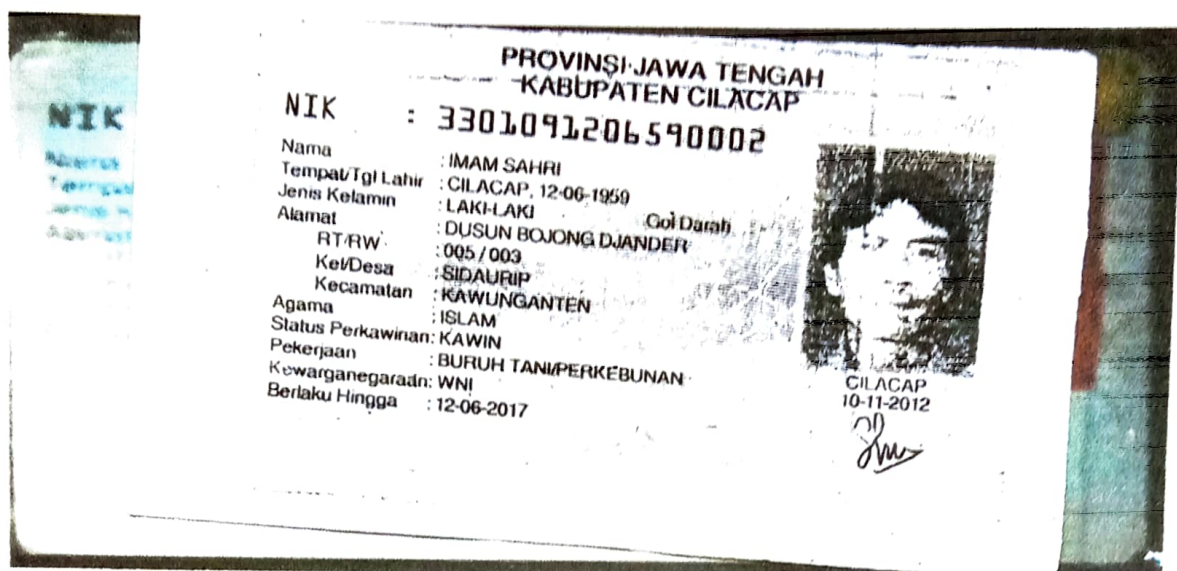 PROVINSI JAWA TENGAH
KABUPATEN CILACAP
NIK : 3301091206590002
Nama : IMAM SAHRI
Tempat/Tgl Lahir : CILACAP, 12-06-1959
Jenis Kelamin : LAKI-LAKI Gol Darah
Alamat : DUSUN BOJONG DJANDER
RT/RW : 005 / 003
Kel/Desa : SIDAURIP
Kecamatan : KAWUNGANTEN
Agama : ISLAM
Status Perkawinan: KAWIN
Pekerjaan : BURUH TANI/PERKEBUNAN
Kewarganegaraan: WNI
Berlaku Hingga : 12-06-2017
CILACAP
10-11-2012
NIK